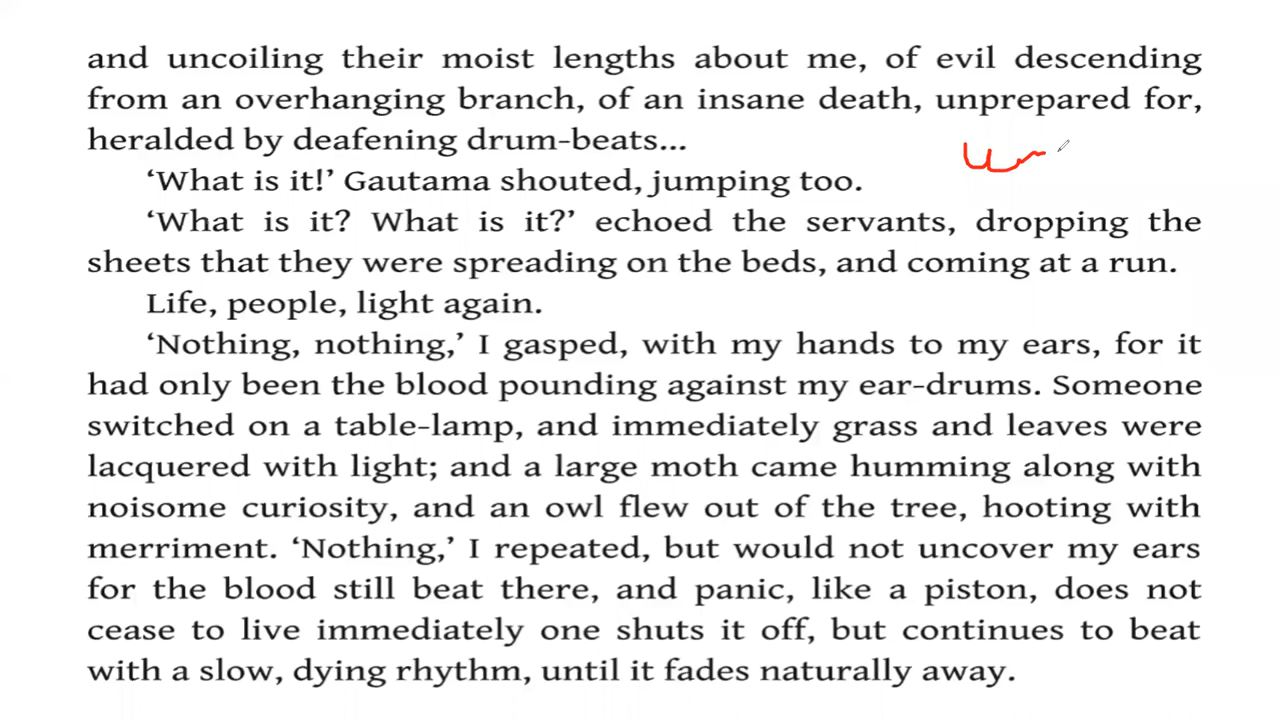 and uncoiling their moist lengths about me, of evil descending
from an overhanging branch, of an insane death, unprepared for,
heralded by deafening drum-beats...
‘What is it!’ Gautama shouted, jumping too.
‘What is it? What is it?’ echoed the servants, dropping the
sheets that they were spreading on the beds, and coming at a run.
Life, people, light again.
‘Nothing, nothing,’ I gasped, with my hands to my ears, for it
had only been the blood pounding against my ear-drums. Someone
switched on a table-lamp, and immediately grass and leaves were
lacquered with light; and a large moth came humming along with
noisome curiosity, and an owl flew out of the tree, hooting with
merriment. ‘Nothing,’ I repeated, but would not uncover my ears
for the blood still beat there, and panic, like a piston, does not
cease to live immediately one shuts it off, but continues to beat
with a slow, dying rhythm, until it fades naturally away.